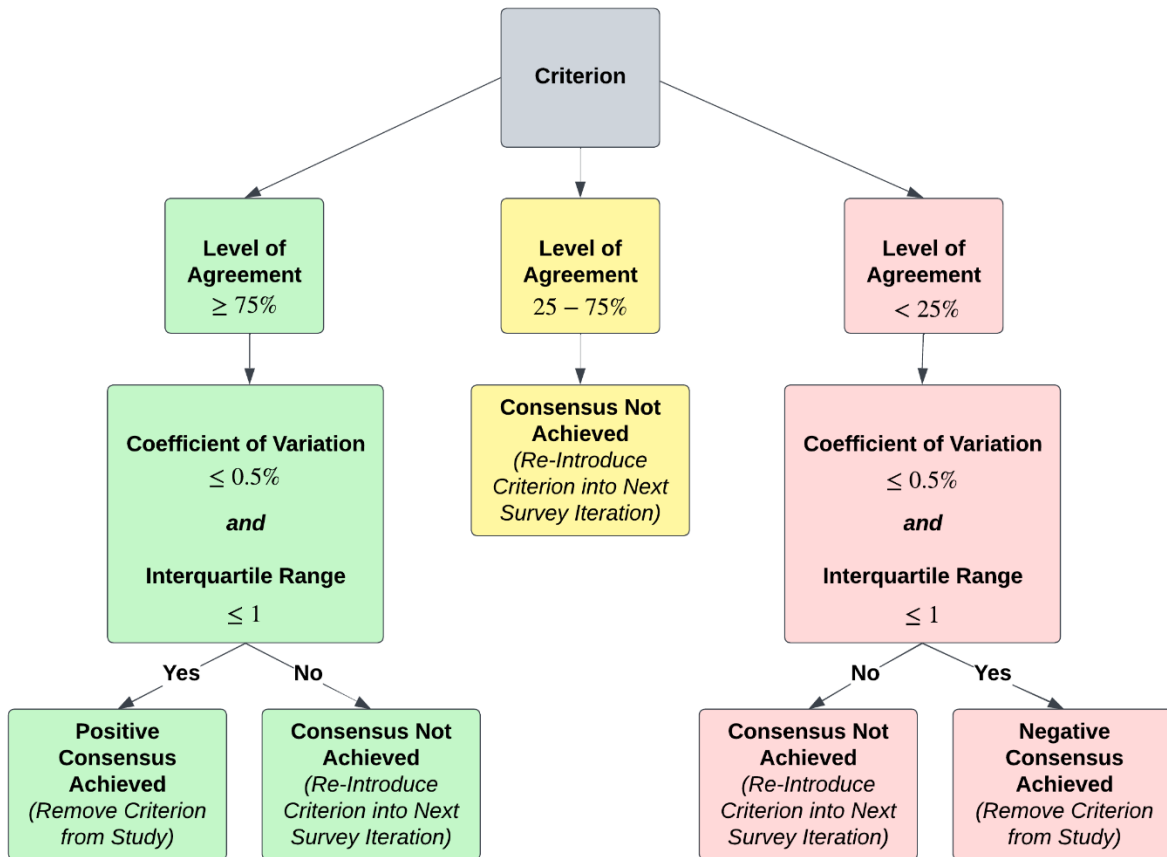 Criterion
Level of
Agreement
≥ 75%
Level of
Agreement
25 − 75%
Level of
Agreement
< 25%
Coefficient of Variation
≤ 0.5%
and
Interquartile Range
≤ 1
Consensus Not
Achieved
(Re-Introduce
Criterion into Next
Survey Iteration)
Coefficient of Variation
≤ 0.5%
and
Interquartile Range
≤ 1
Yes
No
No
Yes
Positive
Consensus
Achieved
(Remove Criterion
from Study)
Consensus Not
Achieved
(Re-Introduce
Criterion into Next
Survey Iteration)
Consensus Not
Achieved
(Re-Introduce
Criterion into Next
Survey Iteration)
Negative
Consensus
Achieved
(Remove Criterion
from Study)